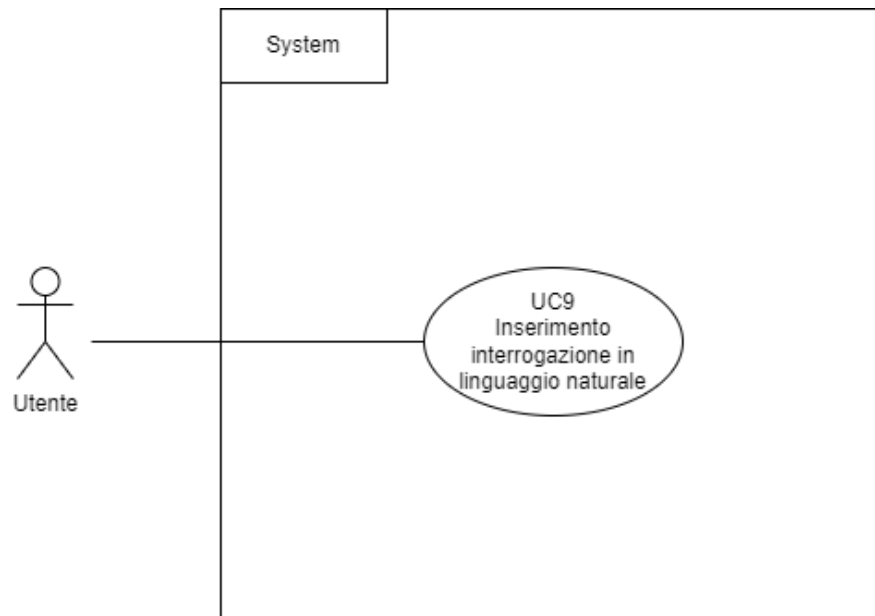 System
UC9
Inserimento
interrogazione in
linguaggio naturale
Utente